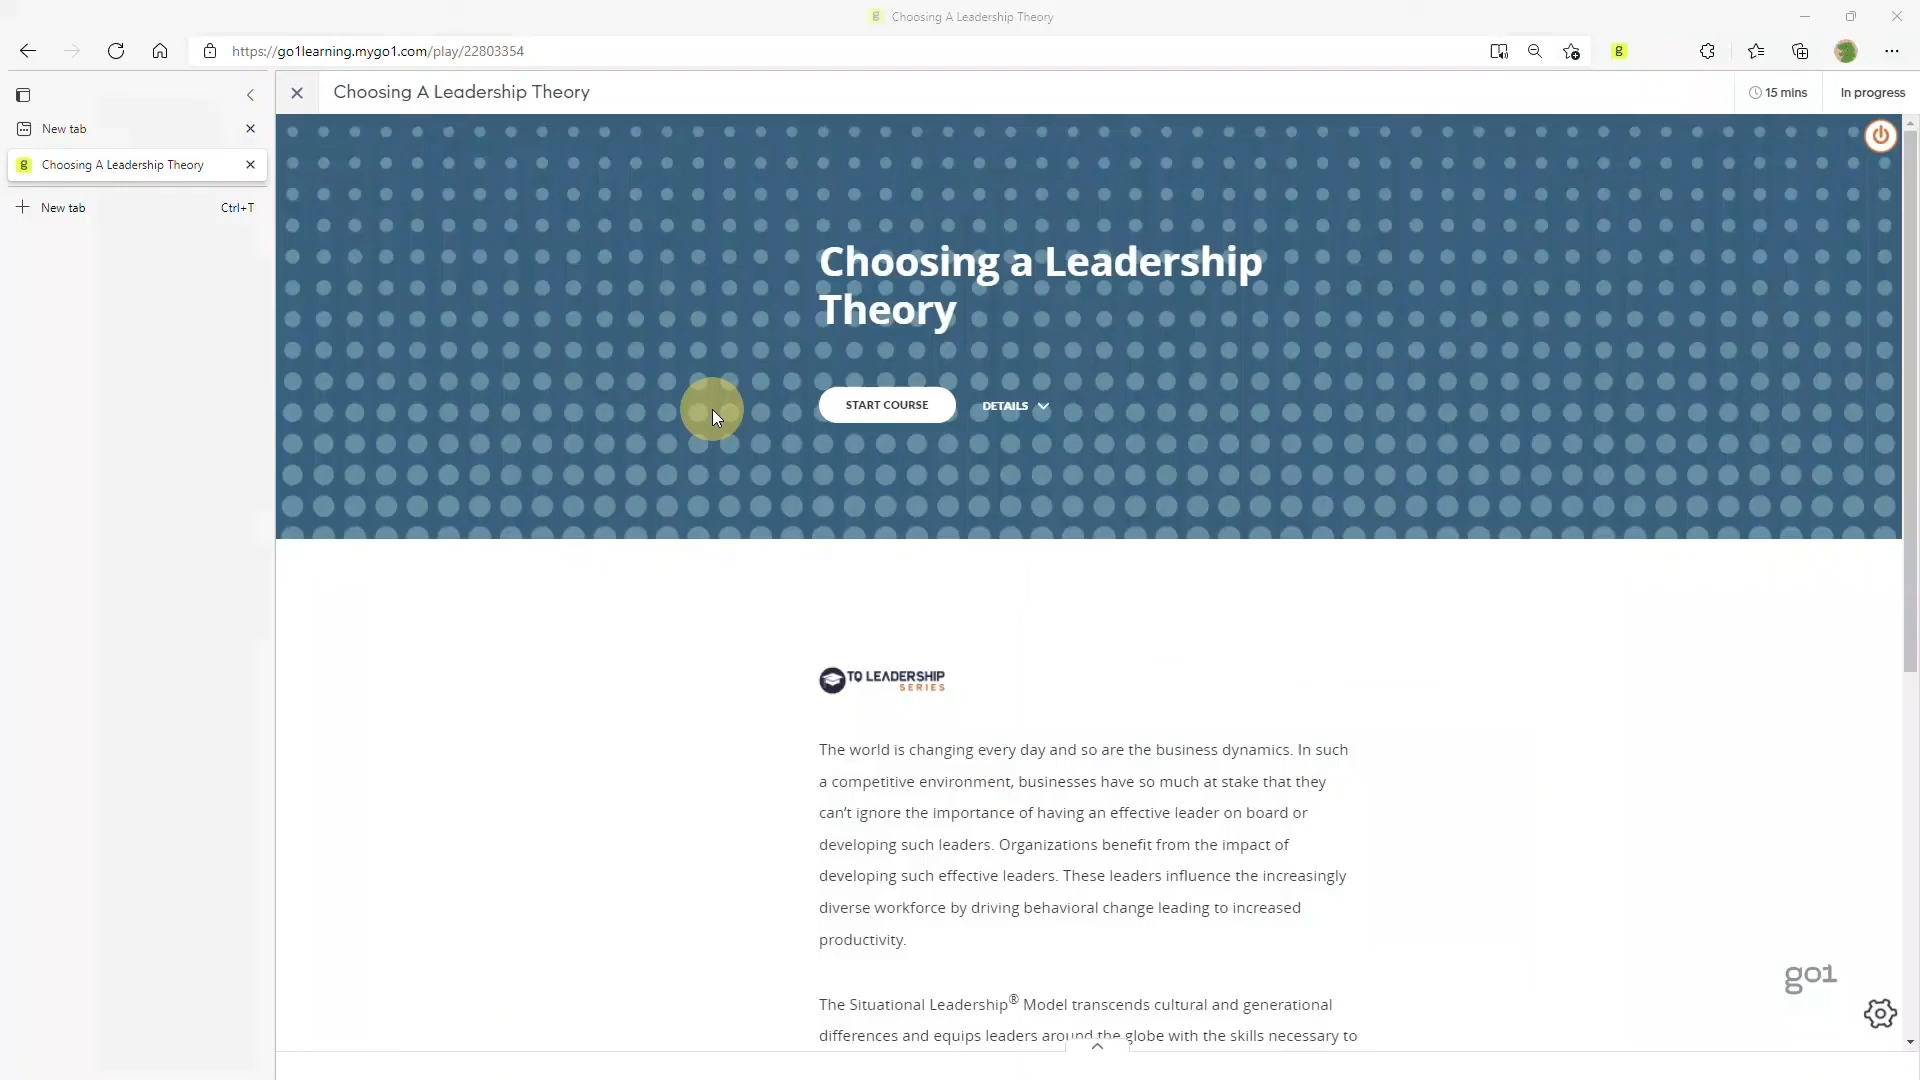 g Choosing A Leadership Theory
https://go1learning.mygo1.com/play/22803354
g
Choosing A Leadership Theory
15 mins
In progress
New tab
g Choosing A Leadership Theory
New tab Ctrl+T
Choosing a Leadership
Theory
START COURSE
DETAILS
TQ LEADERSHIP
SERIES
The world is changing every day and so are the business dynamics. In such
a competitive environment, businesses have so much at stake that they
can't ignore the importance of having an effective leader on board or
developing such leaders. Organizations benefit from the impact of
developing such effective leaders. These leaders influence the increasingly
diverse workforce by driving behavioral change leading to increased
productivity.
go1
The Situational Leadership® Model transcends cultural and generational
differences and equips leaders around the globe with the skills necessary to